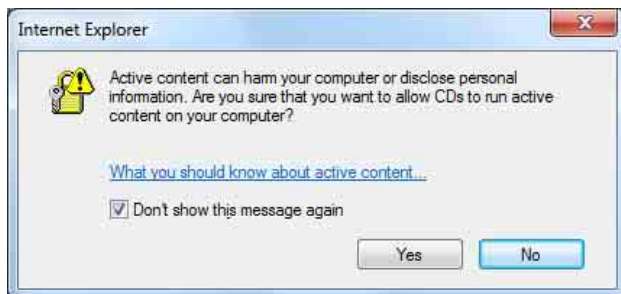 Internet Explorer
Active content can harm your computer or disclose personal
information. Are you sure that you want to allow CDs to run active
content on your computer?
What you should know about active content...
Don't show this message again
Yes
No